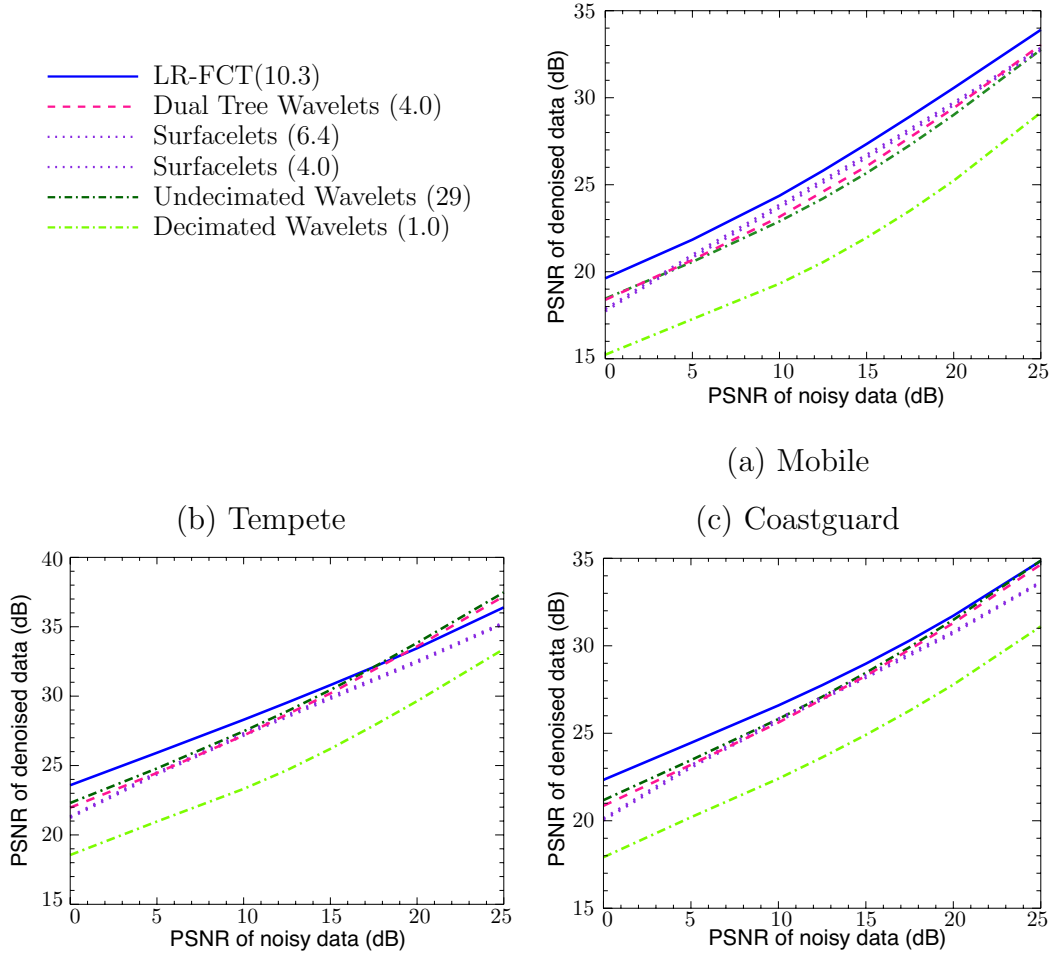 LR-FCT(10.3)
Dual Tree Wavelets (4.0)
Surfacelets (6.4)
Surfacelets (4.0)
Undecimated Wavelets (29)
Decimated Wavelets (1.0)
PSNR of denoised data (dB)
35
30
25
20
15
0 5 10 15 20 25
PSNR of noisy data (dB)
(a) Mobile
(b) Tempete
PSNR of denoised data (dB)
40
35
30
25
20
15
0 5 10 15 20 25
PSNR of noisy data (dB)
(c) Coastguard
PSNR of denoised data (dB)
35
30
25
20
15
0 5 10 15 20 25
PSNR of noisy data (dB)